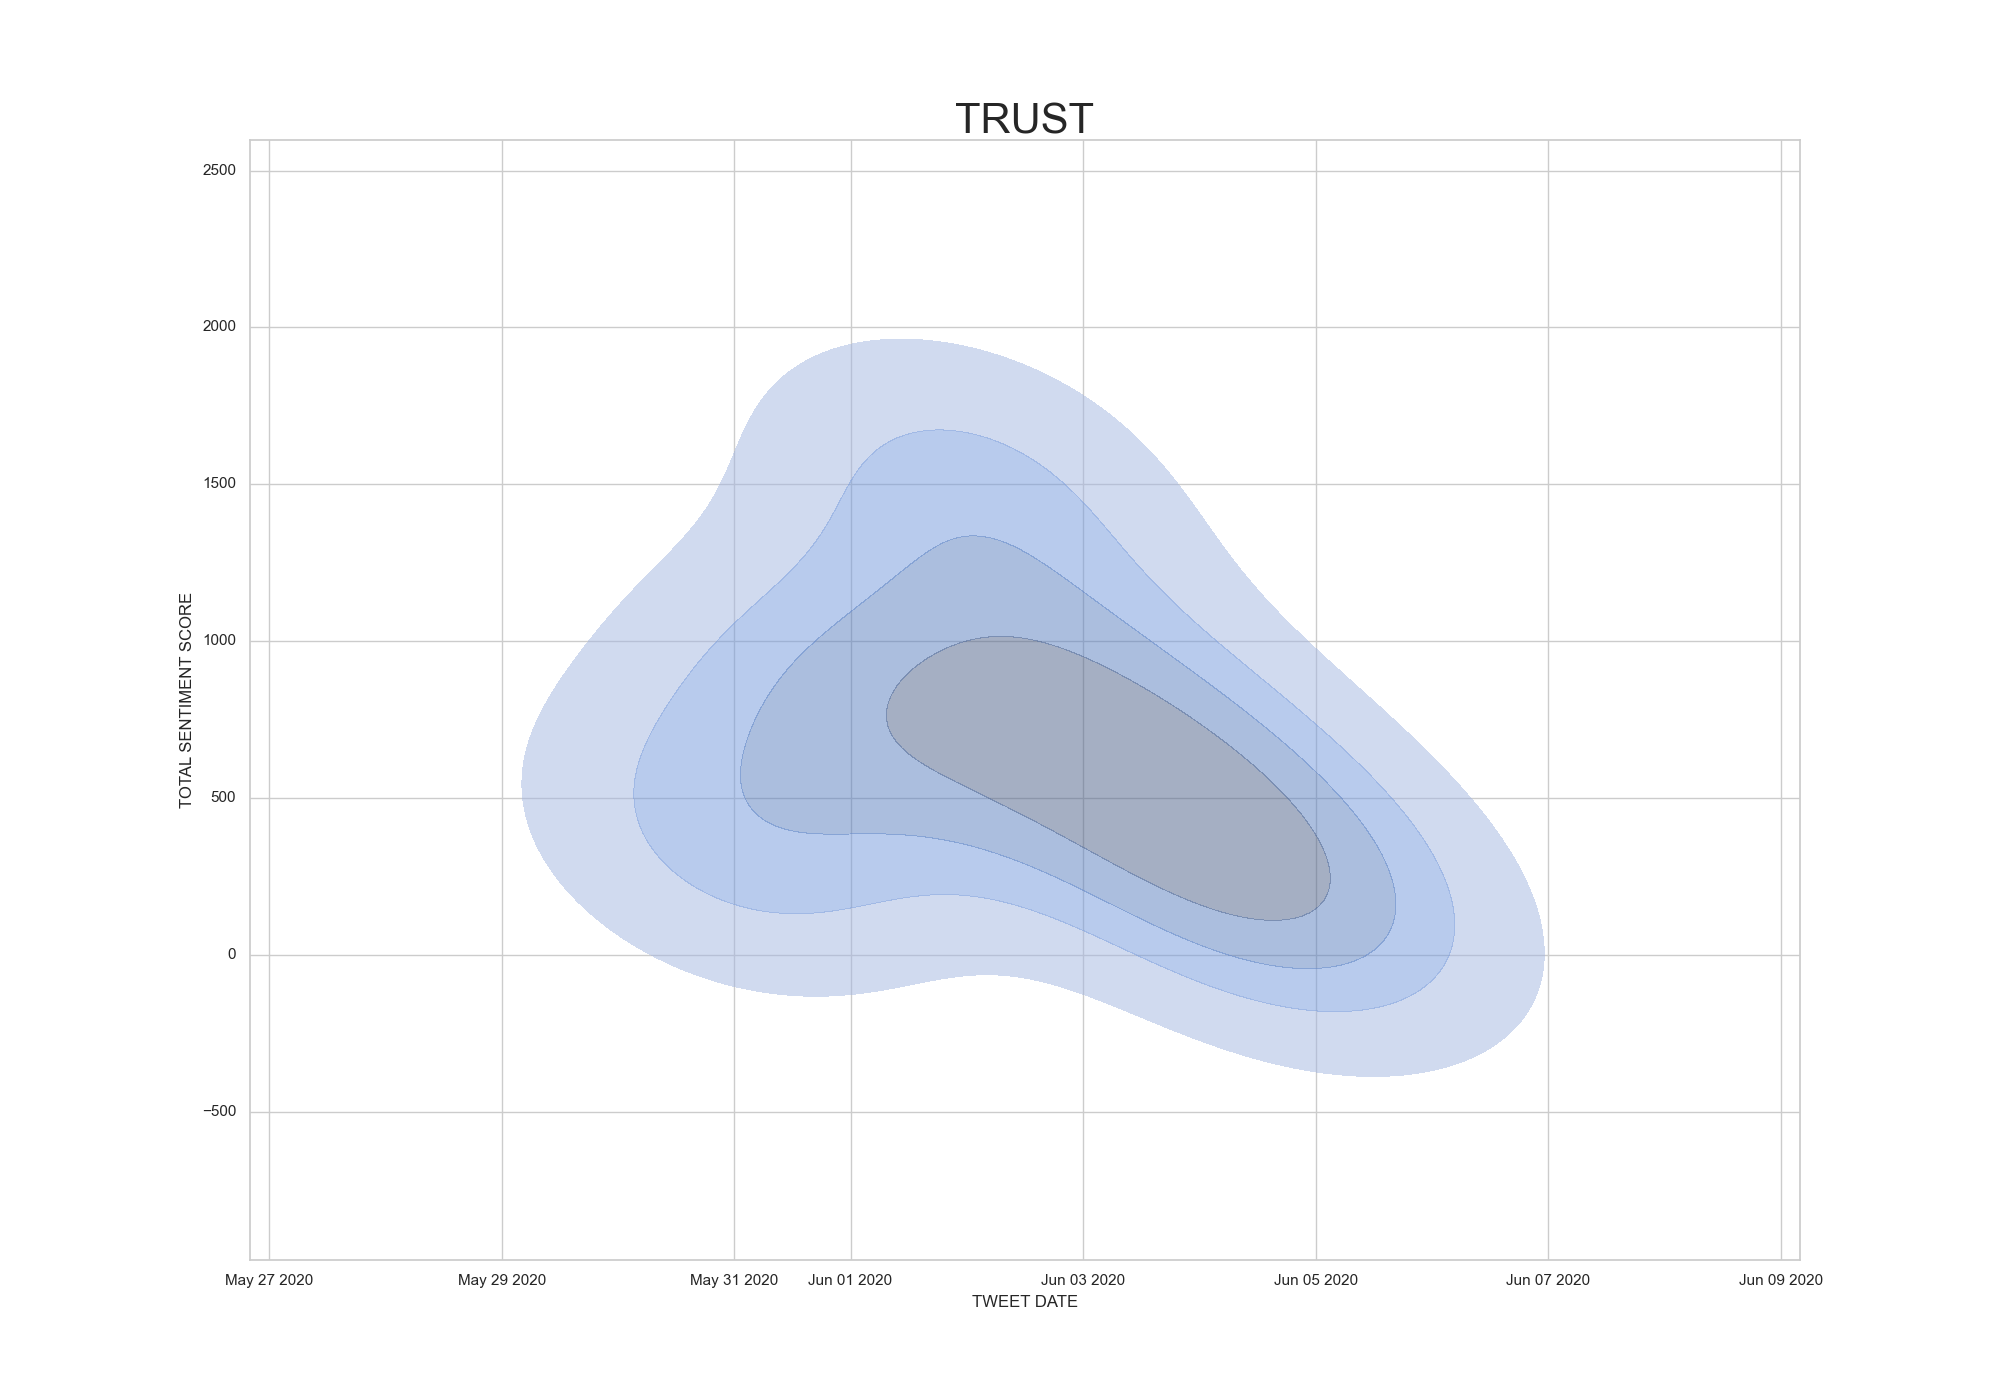 TRUST
2500
2000
1500
1000
500
0
−500
TOTAL SENTIMENT SCORE
May 27 2020 May 29 2020 May 31 2020 Jun 01 2020 Jun 03 2020 Jun 05 2020 Jun 07 2020 Jun 09 2020
TWEET DATE